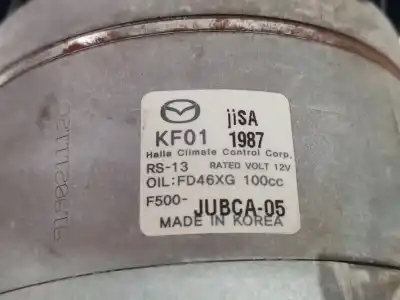 jiSA
KF01 1987
Halla Climate Control Corp.
RS-13 RATED VOLT 12V
OIL:FD46XG 100cc
F500-JUBCA-05
MADE IN KOREA